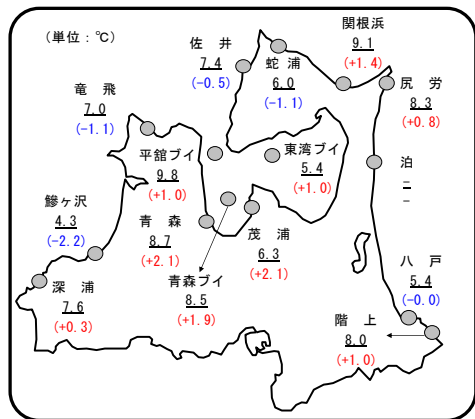 (単位：℃)
関根浜
9.1
(+1.4)
佐 井
7.4
(-0.5)
蛇 浦
6.0
(-1.1)
尻 労
8.3
(+0.8)
竜 飛
7.0
(-1.1)
平舘ブイ
9.8
(+1.0)
東湾ブイ
5.4
(+1.0)
泊
－
－
鰺ヶ沢
4.3
(-2.2)
青 森
8.7
(+2.1)
茂 浦
6.3
(+2.1)
八 戸
5.4
(-0.0)
深 浦
7.6
(+0.3)
青森ブイ
8.5
(+1.9)
階 上
8.0
(+1.0)